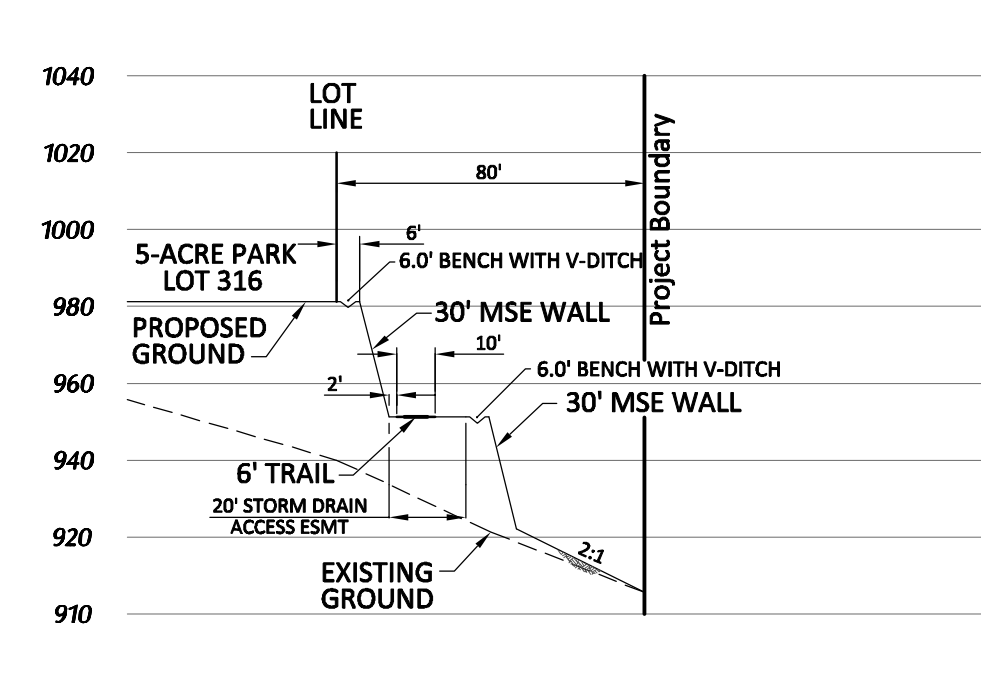 1040
LOT
LINE
1020
80'
Project Boundary
1000
6'
5-ACRE PARK
LOT 316
6.0' BENCH WITH V-DITCH
980
30' MSE WALL
PROPOSED
GROUND
10'
960
6.0' BENCH WITH V-DITCH
2'
30' MSE WALL
940
6' TRAIL
20' STORM DRAIN
ACCESS ESMT
920
2:1
EXISTING
GROUND
910